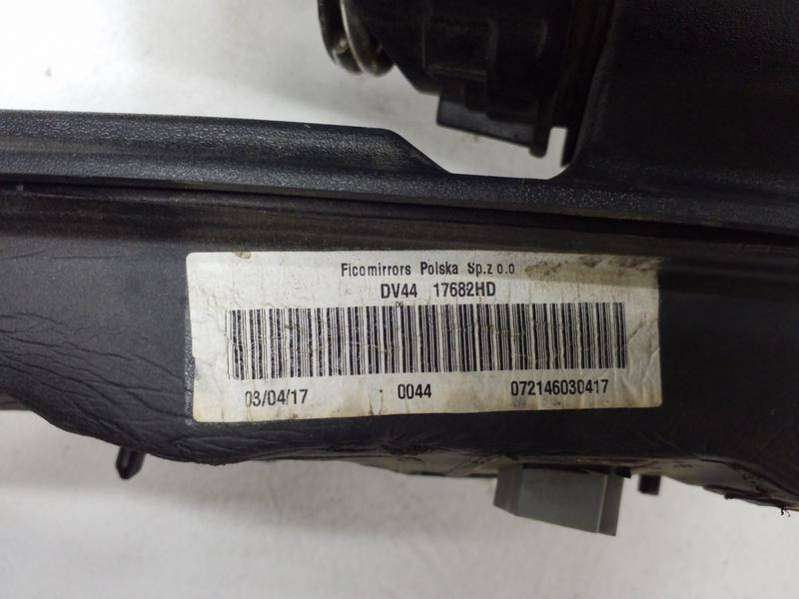 Ficomirrors Polska Sp.z o.o
DV44 17682HD
03/04/17 0044 072146030417